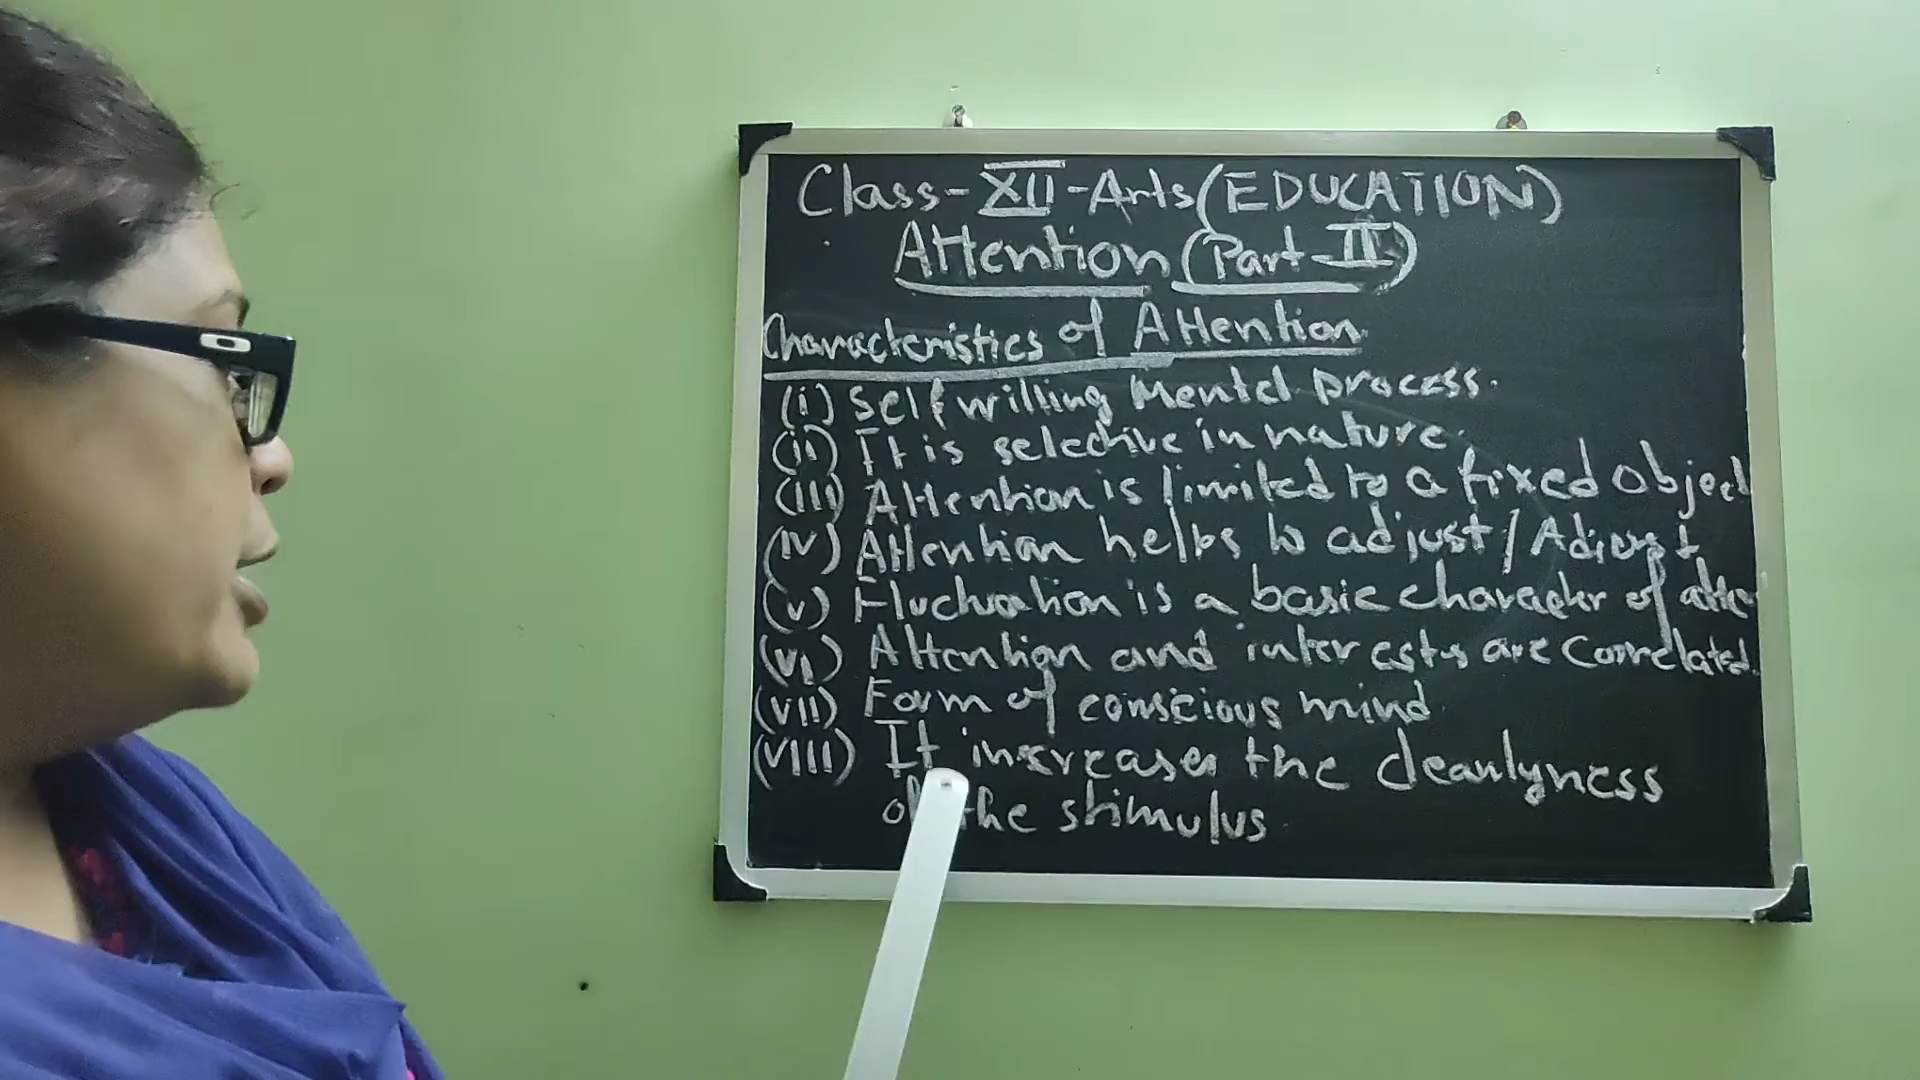 Class-XII-Arts(EDUCATION)
Attention (Part-II)
Characteristics of Attention
(i) Self willing Mental process.
(ii) It is selective in nature.
(iii) Attention is limited to a fixed object
(iv) Attention helps to adjust /
(v) Fluctuation is a basic character of atte
(vi) Attention and interests are correlated.
(vii) Form of conscious mind.
(viii) It increases the
of the stimulus.